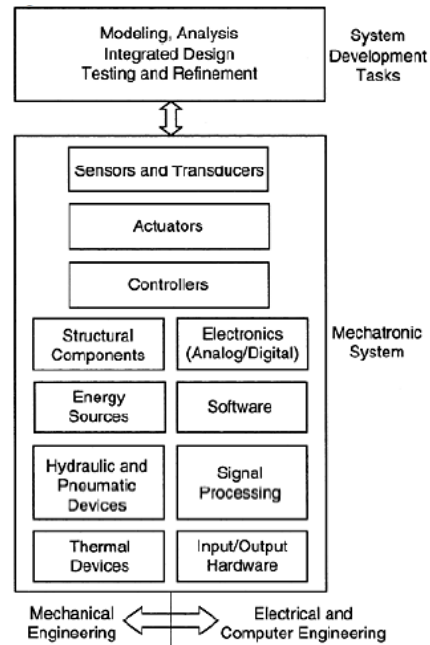 Modeling, Analysis
Integrated Design
Testing and Refinement
System
Development
Tasks
Sensors and Transducers
Actuators
Controllers
Structural
Components
Electronics
(Analog/Digital)
Mechatronic
System
Energy
Sources
Software
Hydraulic and
Pneumatic
Devices
Signal
Processing
Thermal
Devices
Input/Output
Hardware
Mechanical
Engineering
Electrical and
Computer Engineering